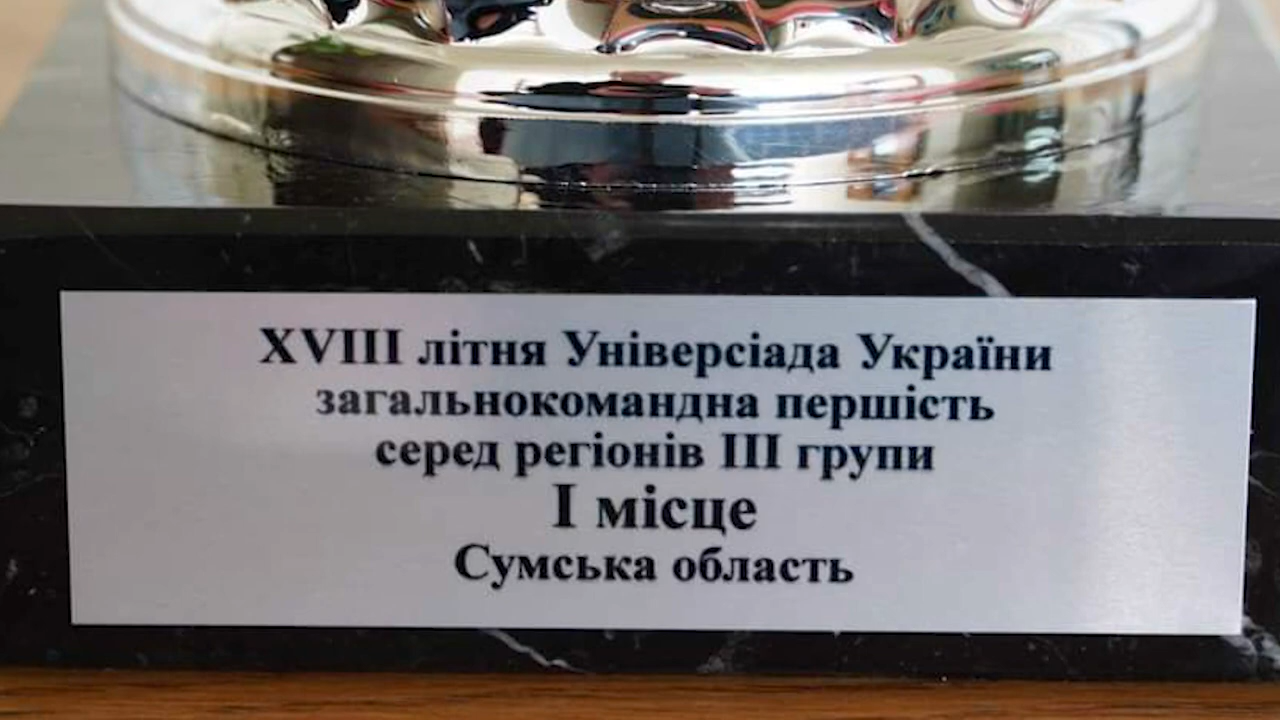 XVIII літня Універсіада України
загальнокомандна першість
серед регіонів III групи
I місце
Сумська область